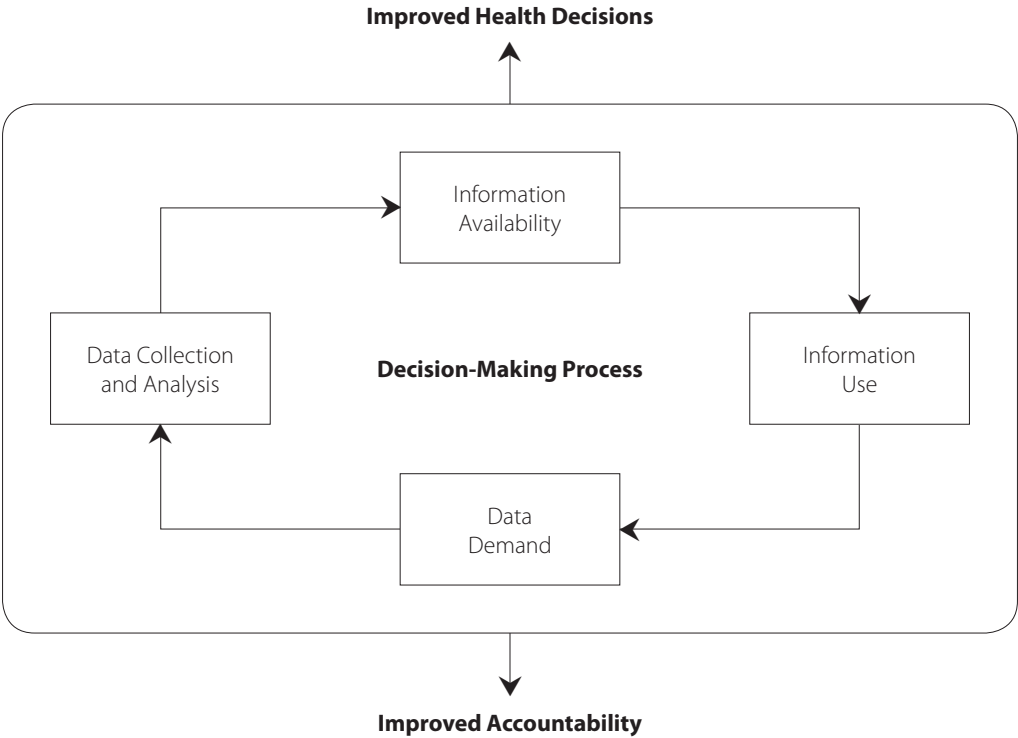 Improved Health Decisions
Information
Availability
Data Collection
and Analysis
Decision-Making Process
Information
Use
Data
Demand
Improved Accountability